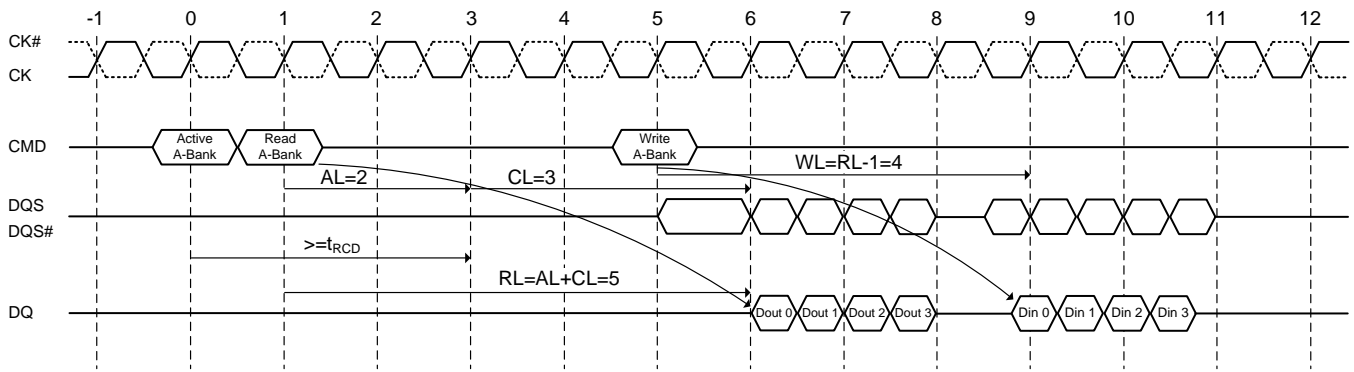 -1 0 1 2 3 4 5 6 7 8 9 10 11 12
CK#
CK
CMD
Active
A-Bank
Read
A-Bank
Write
A-Bank
AL=2
CL=3
WL=RL-1=4
DQS
DQS#
>=tRCD
RL=AL+CL=5
DQ
Dout 0 Dout 1 Dout 2 Dout 3
Din 0 Din 1 Din 2 Din 3